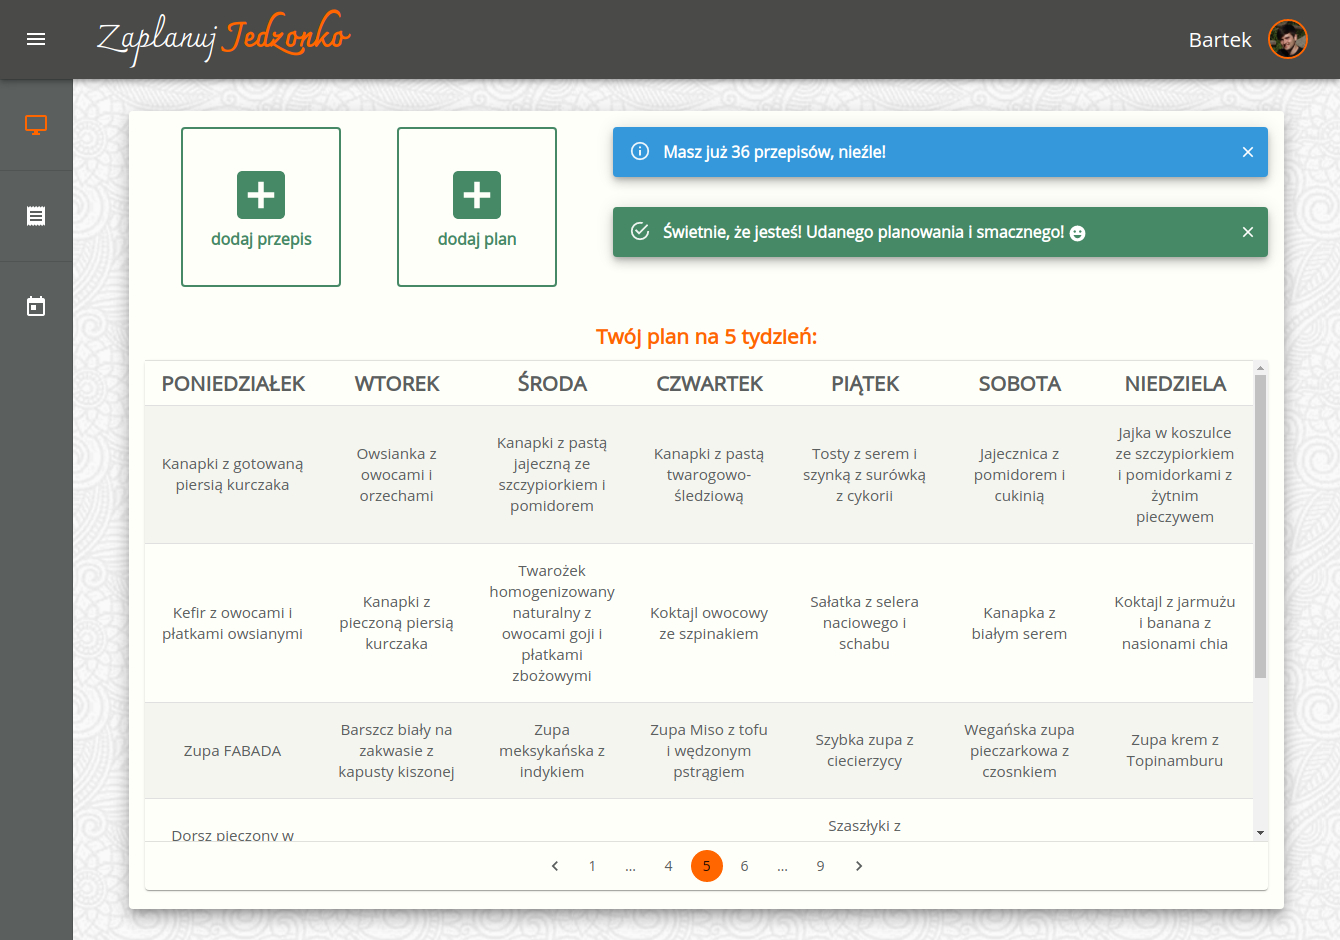 Zaplanuj Jedzonko
Bartek
dodaj przepis
dodaj plan
Masz już 36 przepisów, nieźle!
Świetnie, że jesteś! Udanego planowania i smacznego!
Twój plan na 5 tydzień:
PONIEDZIAŁEK WTOREK ŚRODA CZWARTEK PIĄTEK SOBOTA NIEDZIELA
Kanapki z gotowaną
piersią kurczaka
Owsianka z
owocami i
orzechami
Kanapki z pastą
jajeczną ze
szczypiorkiem i
pomidorem
Kanapki z pastą
twarogowo-
śledziową
Tosty z serem i
szynką z surówką
z cykorii
Jajecznica z
pomidorem i
cukinią
Jajka w koszulce
ze szczypiorkiem
i pomidorkami z
żytnim
pieczywem
Kefir z owocami i
płatkami owsianymi
Kanapki z
pieczoną piersią
kurczaka
Twarożek
homogenizowany
naturalny z
owocami goji i
płatkami
zbożowymi
Koktajl owocowy
ze szpinakiem
Sałatka z selera
naciowego i
schabu
Kanapka z
białym serem
Koktajl z jarmużu
i banana z
nasionami chia
Zupa FABADA
Barszcz biały na
zakwasie z
kapusty kiszonej
Zupa
meksykańska z
indykiem
Zupa Miso z tofu
i wędzonym
pstrągiem
Szybka zupa z
ciecierzycy
Wegańska zupa
pieczarkowa z
czosnkiem
Zupa krem z
Topinamburu
Dorsz pieczony w
Szaszłyki z
1 ... 4 5 6 ... 9